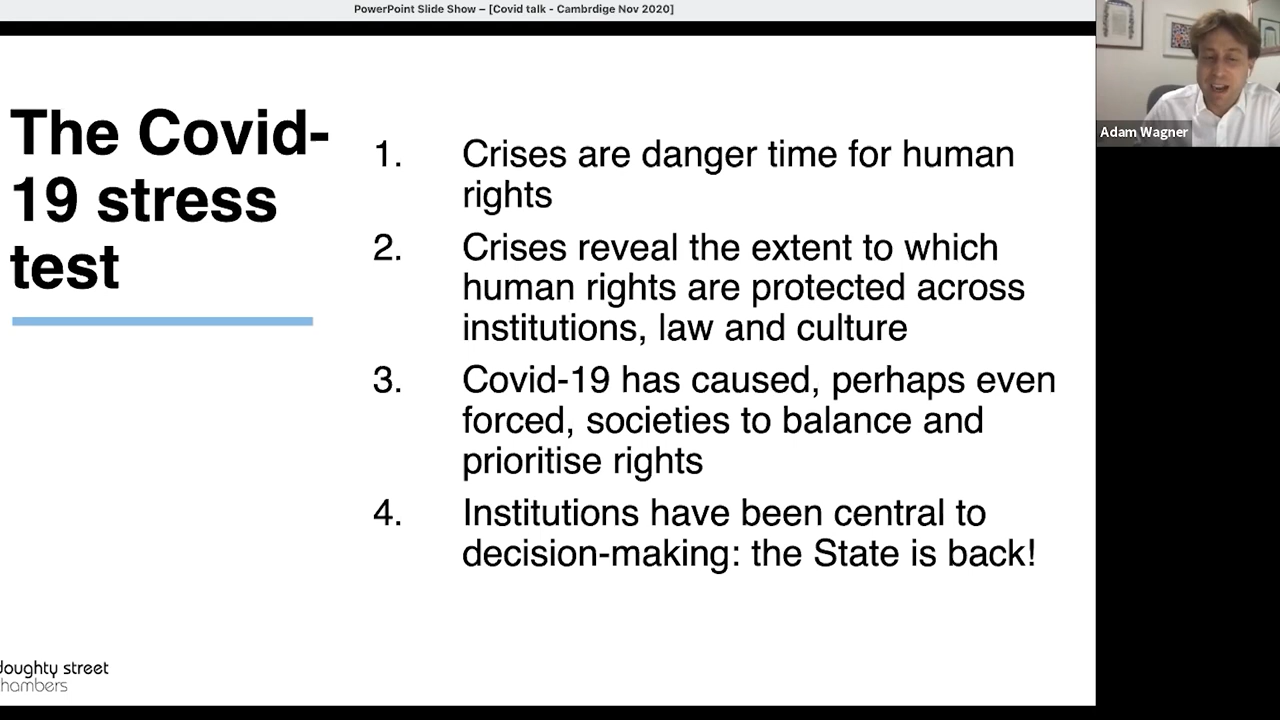 PowerPoint Slide Show – [Covid talk - Cambrdige Nov 2020]
The Covid-
19 stress
test
1. Crises are danger time for human
rights
2. Crises reveal the extent to which
human rights are protected across
institutions, law and culture
3. Covid-19 has caused, perhaps even
forced, societies to balance and
prioritise rights
4. Institutions have been central to
decision-making: the State is back!
doughty street
chambers
Adam Wagner